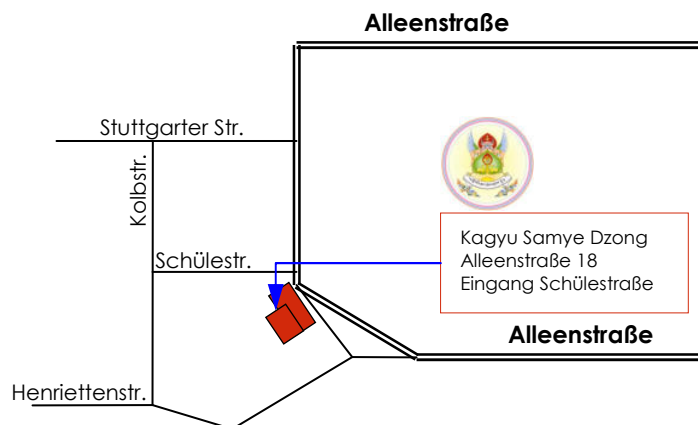 Alleenstraße
Stuttgarter Str.
Kolbstr.
Schülestr.
Kagyu Samye Dzong
Alleenstraße 18
Eingang Schülestraße
Alleenstraße
Henriettenstr.